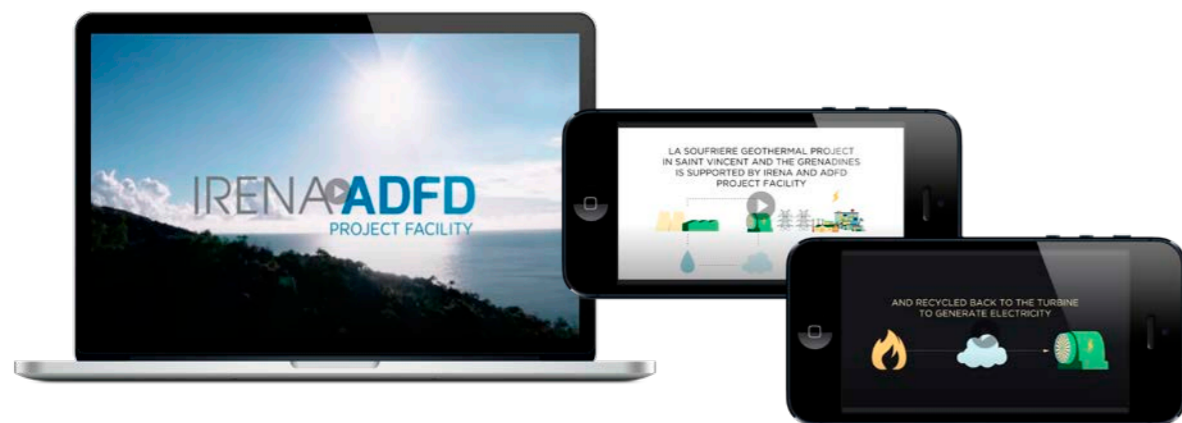 IRENA ADFD
PROJECT FACILITY
LA SOUFRIERE GEOTHERMAL PROJECT
IN SAINT VINCENT AND THE GRENADINES
IS SUPPORTED BY IRENA AND ADFD
PROJECT FACILITY
AND RECYCLED BACK TO THE TURBINE
TO GENERATE ELECTRICITY